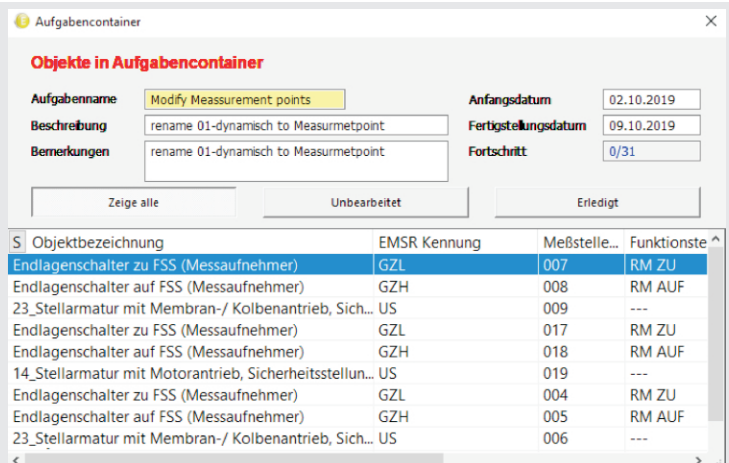 Aufgabencontainer
Objekte in Aufgabencontainer
Aufgabenname Modify Meassurement points Anfangsdatum 02.10.2019
Beschreibung rename 01-dynamisch to Measurmetpoint Fertigstellungsdatum 09.10.2019
Bemerkungen rename 01-dynamisch to Measurmetpoint Fortschritt 0/31
Zeige alle Unbearbeitet Erledigt
S Objektbezeichnung EMSR Kennung Meßstelle... Funktionste
Endlagenschalter zu FSS (Messaufnehmer) GZL 007 RM ZU
Endlagenschalter auf FSS (Messaufnehmer) GZH 008 RM AUF
23_Stellarmatur mit Membran-/ Kolbenantrieb, Sich... US 009 ---
Endlagenschalter zu FSS (Messaufnehmer) GZL 017 RM ZU
Endlagenschalter auf FSS (Messaufnehmer) GZH 018 RM AUF
14_Stellarmatur mit Motorantrieb, Sicherheitsstellun... US 019 ---
Endlagenschalter zu FSS (Messaufnehmer) GZL 004 RM ZU
Endlagenschalter auf FSS (Messaufnehmer) GZH 005 RM AUF
23_Stellarmatur mit Membran-/ Kolbenantrieb, Sich... US 006 ---